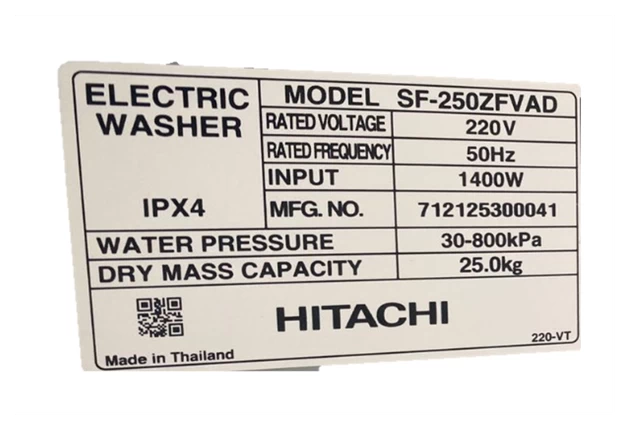 ELECTRIC
WASHER
IPX4
MODEL SF-250ZFVAD
RATED VOLTAGE 220V
RATED FREQUENCY 50Hz
INPUT 1400W
MFG. NO. 712125300041
WATER PRESSURE 30-800kPa
DRY MASS CAPACITY 25.0kg
HITACHI
220-VT
Made in Thailand